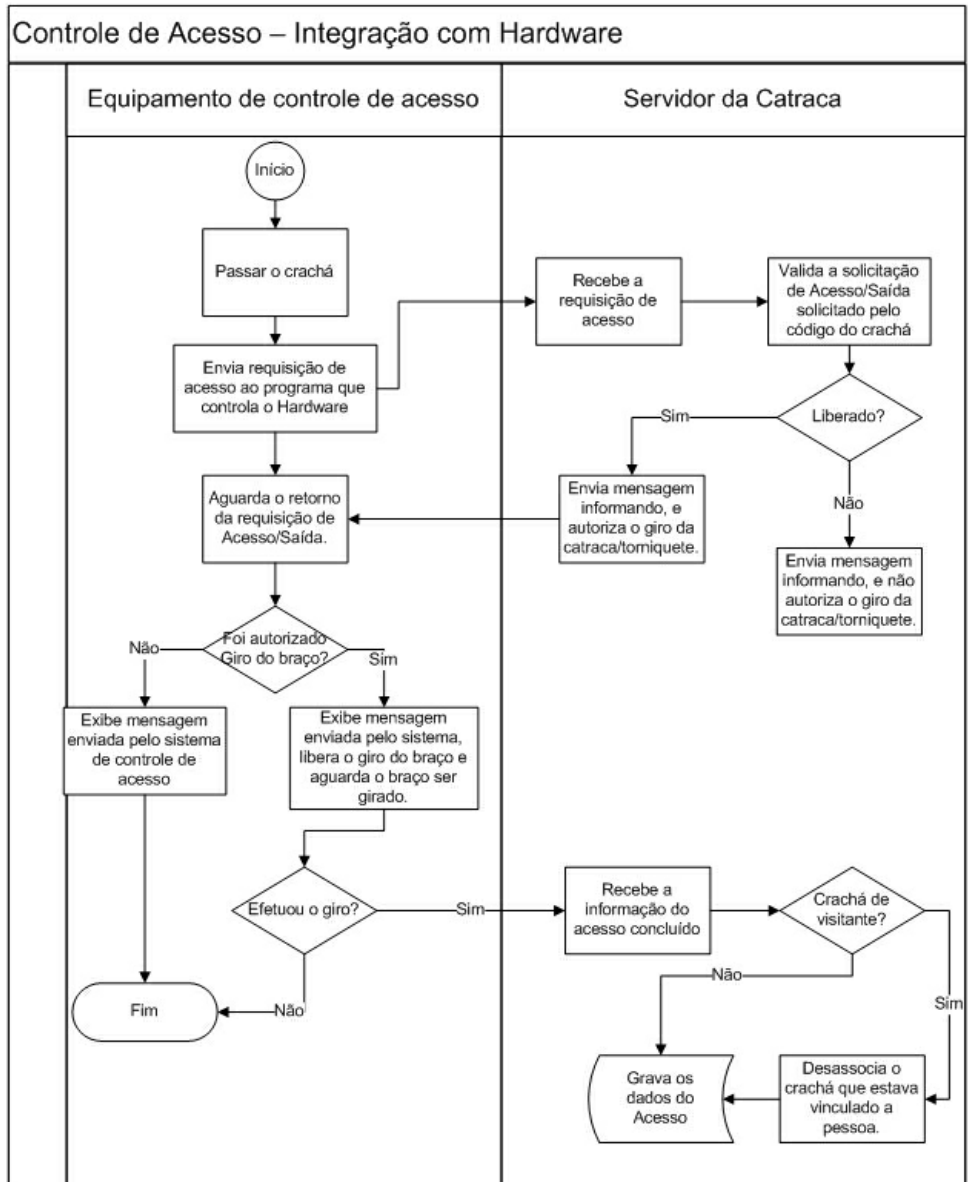 Controle de Acesso – Integração com Hardware
Equipamento de controle de acesso
Servidor da Catraca
Início
Passar o crachá
Envia requisição de
acesso ao programa que
controla o Hardware
Recebe a
requisição de
acesso
Valida a solicitação
de Acesso/Saída
solicitado pelo
código do crachá
Liberado?
Sim
Não
Envia mensagem
informando, e
autoriza o giro da
catraca/torniquete.
Envia mensagem
informando, e não
autoriza o giro da
catraca/torniquete.
Aguarda o retorno
da requisição de
Acesso/Saída.
Foi autorizado
Giro do braço?
Não
Sim
Exibe mensagem
enviada pelo sistema
de controle de
acesso
Exibe mensagem
enviada pelo sistema,
libera o giro do braço e
aguarda o braço ser
girado.
Efetuou o giro?
Sim
Não
Fim
Recebe a
informação do
acesso concluído
Crachá de
visitante?
Não
Sim
Grava os
dados do
Acesso
Desassocia o
crachá que estava
vinculado a
pessoa.